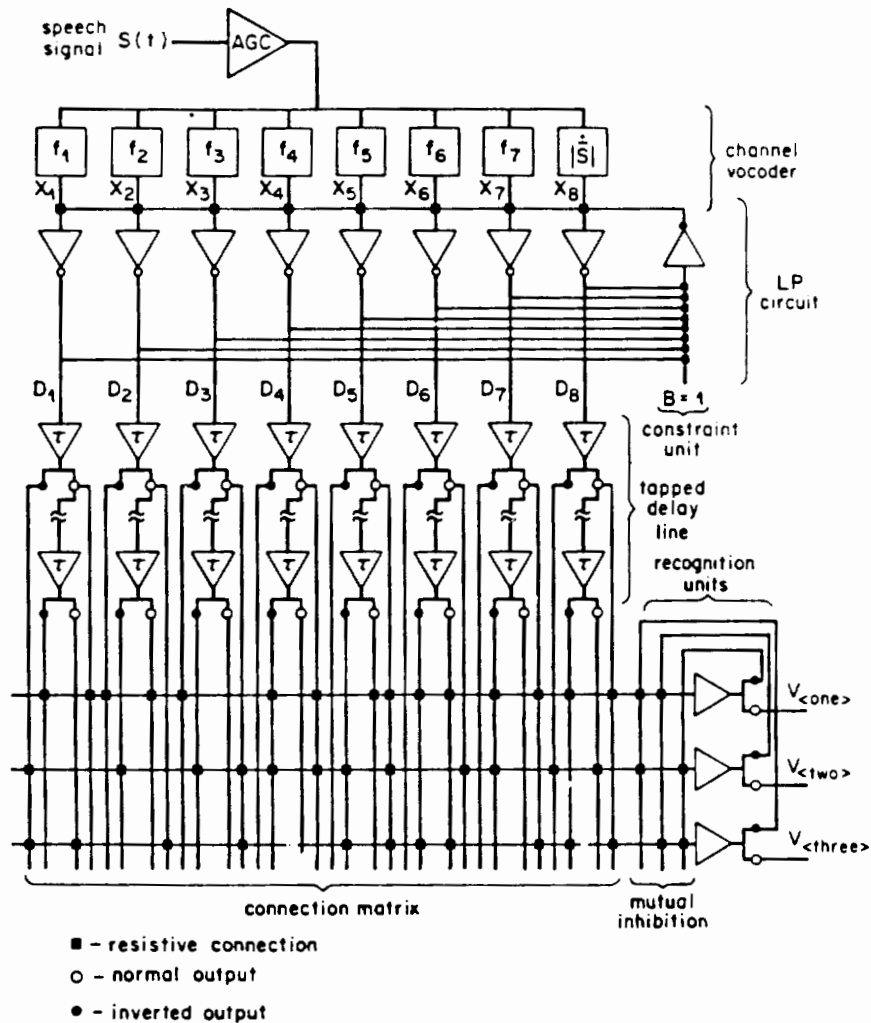 speech
signal S(t)
AGC
f₁ f₂ f₃ f₄ f₅ f₆ f₇ |S̈|
channel
vocoder
X₁ X₂ X₃ X₄ X₅ X₆ X₇ X₈
LP
circuit
D₁ D₂ D₃ D₄ D₅ D₆ D₇ D₈
B = 1
constraint
unit
τ τ τ τ τ τ τ τ
tapped
delay
line
τ τ τ τ τ τ τ τ
recognition
units
V<one>
V<two>
V<three>
connection matrix
mutual
inhibition
■ - resistive connection
○ - normal output
● - inverted output